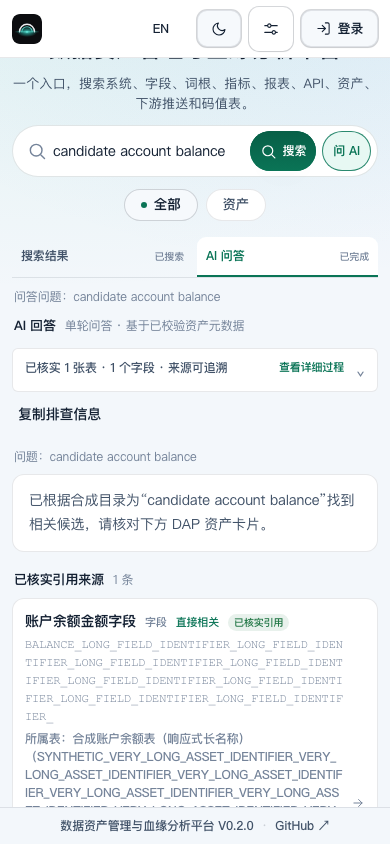 EN
登录
一个入口，搜索系统、字段、词根、指标、报表、API、资产、
下游推送和码值表。
candidate account balance
搜索
问 AI
全部
资产
搜索结果
已搜索
AI 问答
已完成
问答问题：candidate account balance
AI 回答 单轮问答 · 基于已校验资产元数据
已核实 1 张表 · 1 个字段 · 来源可追溯
查看详细过程
复制排查信息
问题：candidate account balance
已根据合成目录为“candidate account balance”找到
相关候选，请核对下方 DAP 资产卡片。
已核实引用来源 1 条
账户余额金额字段 字段 直接相关 已核实引用
BALANCE_LONG_FIELD_IDENTIFIER_LONG_FIELD_IDEN
TIFIER_LONG_FIELD_IDENTIFIER_LONG_FIELD_IDENT
IFIER_LONG_FIELD_IDENTIFIER_LONG_FIELD_IDENTI
FIER_LONG_FIELD_IDENTIFIER_LONG_FIELD_IDENTIF
IER_
所属表：合成账户余额表（响应式长名称）
（SYNTHETIC_VERY_LONG_ASSET_IDENTIFIER_VERY_
LONG_ASSET_IDENTIFIER_VERY_LONG_ASSET_IDENTIF
IER_VERY_LONG_ASSET_IDENTIFIER_VERY_LONG_ASS
数据资产管理与血缘分析平台 V0.2.0 · GitHub ↗